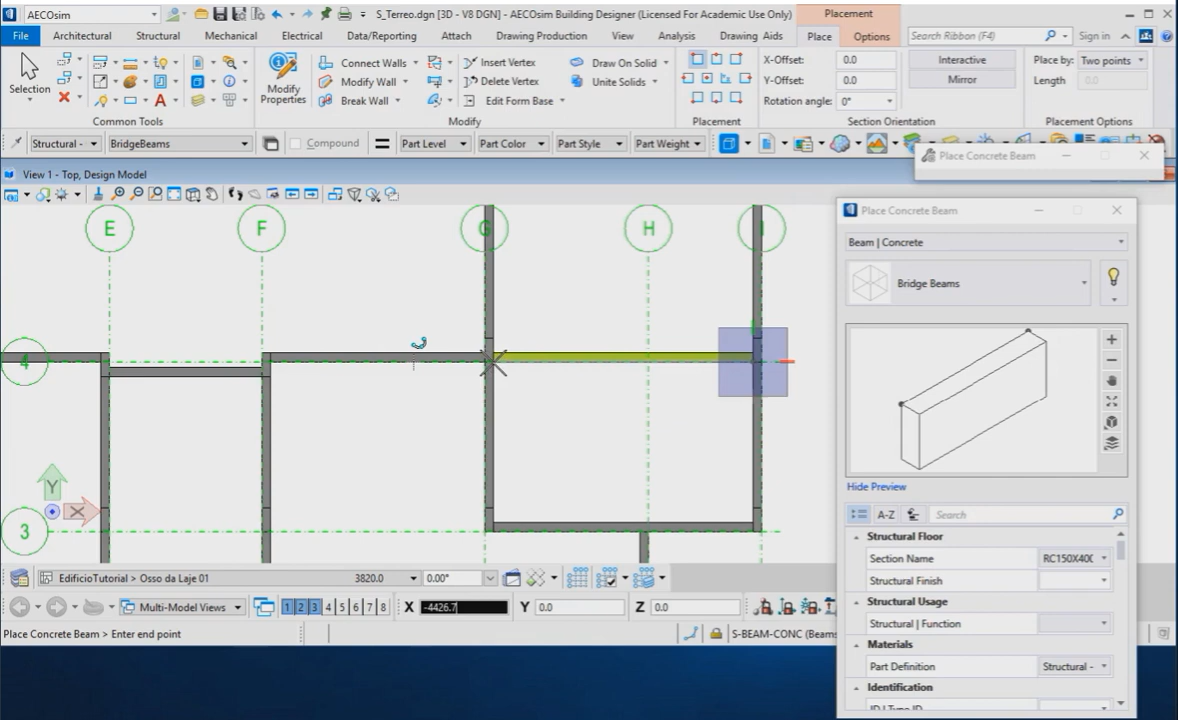 AECOsim
S_Terreo.dgn [3D - V8 DGN] - AECOsim Building Designer (Licensed For Academic Use Only)
Placement
File Architectural Structural Mechanical Electrical Data/Reporting Attach Drawing Production View Analysis Drawing Aids Place Options Search Ribbon (F4) Sign in
Connect Walls Insert Vertex Draw On Solid X-Offset: 0.0 Interactive Place by: Two points
Modify Wall Delete Vertex Unite Solids Y-Offset: 0.0 Mirror Length 0.0
Selection Modify Properties Break Wall Edit Form Base Rotation angle: 0°
Common Tools Modify Placement Section Orientation Placement Options
Structural - BridgeBeams Compound Part Level Part Color Part Style Part Weight
Place Concrete Beam
View 1 - Top, Design Model
E F G H I
4
3
Y
X
Place Concrete Beam
Beam | Concrete
Bridge Beams
Hide Preview
A-Z Search
Structural Floor
Section Name RC150X40(
Structural Finish
Structural Usage
Structural | Function
Materials
Part Definition Structural -
Identification
ID | Type ID
EdificioTutorial > Osso da Laje 01 3820.0 0.00°
Multi-Model Views 1 2 3 4 5 6 7 8 X -4426.7 Y 0.0 Z 0.0
Place Concrete Beam > Enter end point S-BEAM-CONC (Beams